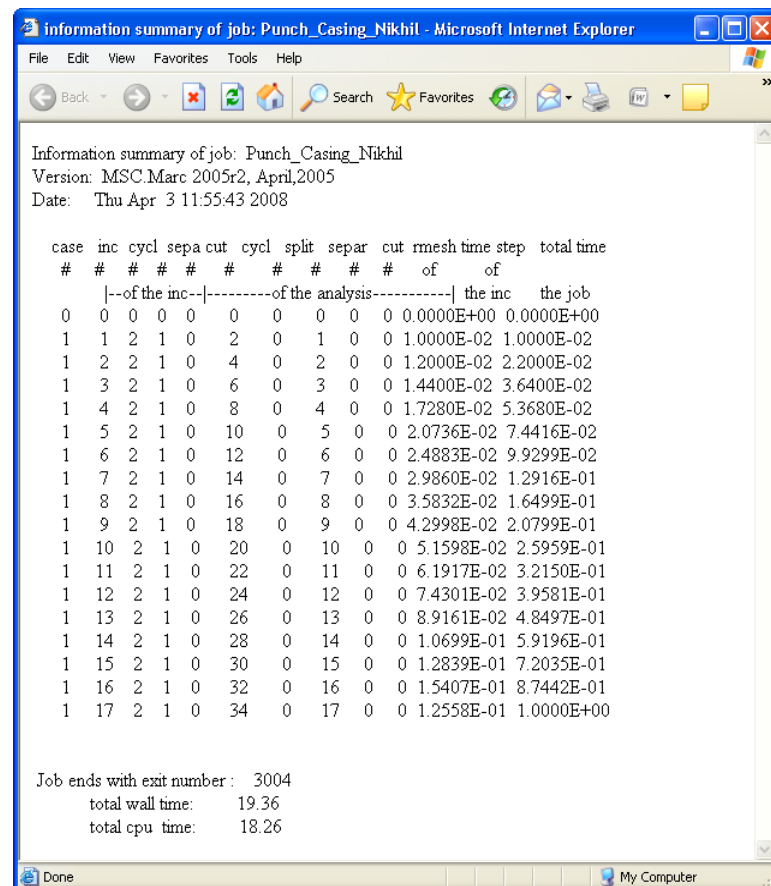 information summary of job: Punch_Casing_Nikhil - Microsoft Internet Explorer
File Edit View Favorites Tools Help
Back Search Favorites »
Information summary of job: Punch_Casing_Nikhil
Version: MSC.Marc 2005r2, April,2005
Date: Thu Apr 3 11:55:43 2008
case inc cycl sepa cut cycl split separ cut rmesh time step total time
# # # # # # # # # # of of
|--of the inc--|---------of the analysis-----------| the inc the job
0 0 0 0 0 0 0 0 0 0 0.0000E+00 0.0000E+00
1 1 2 1 0 2 0 1 0 0 1.0000E-02 1.0000E-02
1 2 2 1 0 4 0 2 0 0 1.2000E-02 2.2000E-02
1 3 2 1 0 6 0 3 0 0 1.4400E-02 3.6400E-02
1 4 2 1 0 8 0 4 0 0 1.7280E-02 5.3680E-02
1 5 2 1 0 10 0 5 0 0 2.0736E-02 7.4416E-02
1 6 2 1 0 12 0 6 0 0 2.4883E-02 9.9299E-02
1 7 2 1 0 14 0 7 0 0 2.9860E-02 1.2916E-01
1 8 2 1 0 16 0 8 0 0 3.5832E-02 1.6499E-01
1 9 2 1 0 18 0 9 0 0 4.2998E-02 2.0799E-01
1 10 2 1 0 20 0 10 0 0 5.1598E-02 2.5959E-01
1 11 2 1 0 22 0 11 0 0 6.1917E-02 3.2150E-01
1 12 2 1 0 24 0 12 0 0 7.4301E-02 3.9581E-01
1 13 2 1 0 26 0 13 0 0 8.9161E-02 4.8497E-01
1 14 2 1 0 28 0 14 0 0 1.0699E-01 5.9196E-01
1 15 2 1 0 30 0 15 0 0 1.2839E-01 7.2035E-01
1 16 2 1 0 32 0 16 0 0 1.5407E-01 8.7442E-01
1 17 2 1 0 34 0 17 0 0 1.2558E-01 1.0000E+00
Job ends with exit number : 3004
total wall time: 19.36
total cpu time: 18.26
Done My Computer